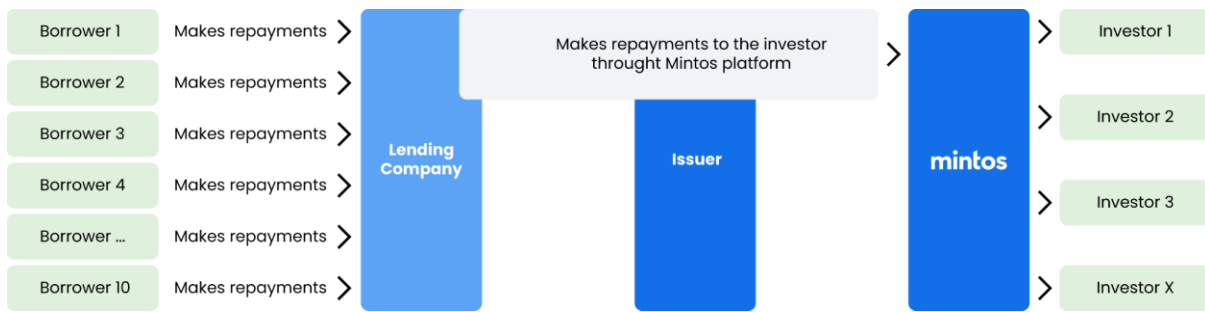 Borrower 1 Makes repayments
Borrower 2 Makes repayments
Borrower 3 Makes repayments
Borrower 4 Makes repayments
Borrower ... Makes repayments
Borrower 10 Makes repayments
Lending
Company
Makes repayments to the investor
throught Mintos platform
Issuer
mintos
Investor 1
Investor 2
Investor 3
Investor X